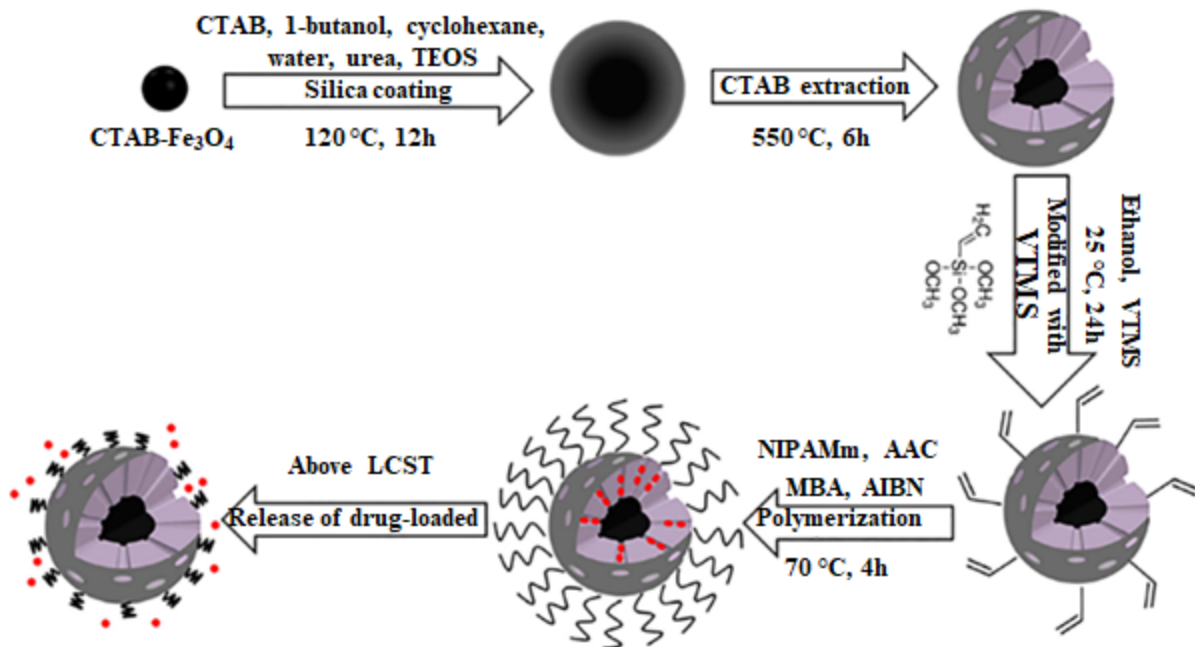 CTAB, 1-butanol, cyclohexane,
water, urea, TEOS
Silica coating
120 °C, 12h
CTAB-Fe₃O₄
CTAB extraction
550 °C, 6h
Ethanol, VTMS
25 °C, 24h
Modified with
VTMS
H₂C
Si
OCH₃
OCH₃
OCH₃
NIPAMm, AAC
MBA, AIBN
Polymerization
70 °C, 4h
Above LCST
Release of drug-loaded